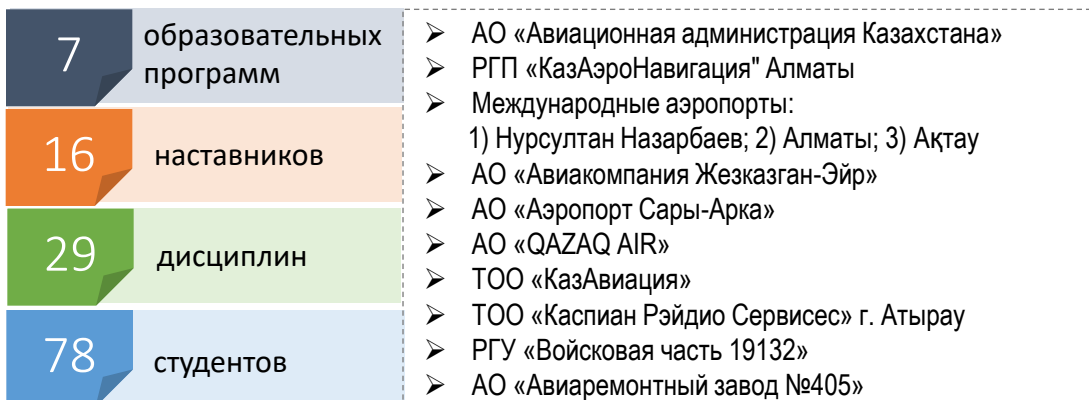 7
образовательных
программ
16
наставников
29
дисциплин
78
студентов
➢ АО «Авиационная администрация Казахстана»
➢ РГП «КазАэроНавигация" Алматы
➢ Международные аэропорты:
1) Нурсултан Назарбаев; 2) Алматы; 3) Ақтау
➢ АО «Авиакомпания Жезказган-Эйр»
➢ АО «Аэропорт Сары-Арка»
➢ АО «QAZAQ AIR»
➢ ТОО «КазАвиация»
➢ ТОО «Каспиан Рэйдио Сервисес» г. Атырау
➢ РГУ «Войсковая часть 19132»
➢ АО «Авиаремонтный завод №405»